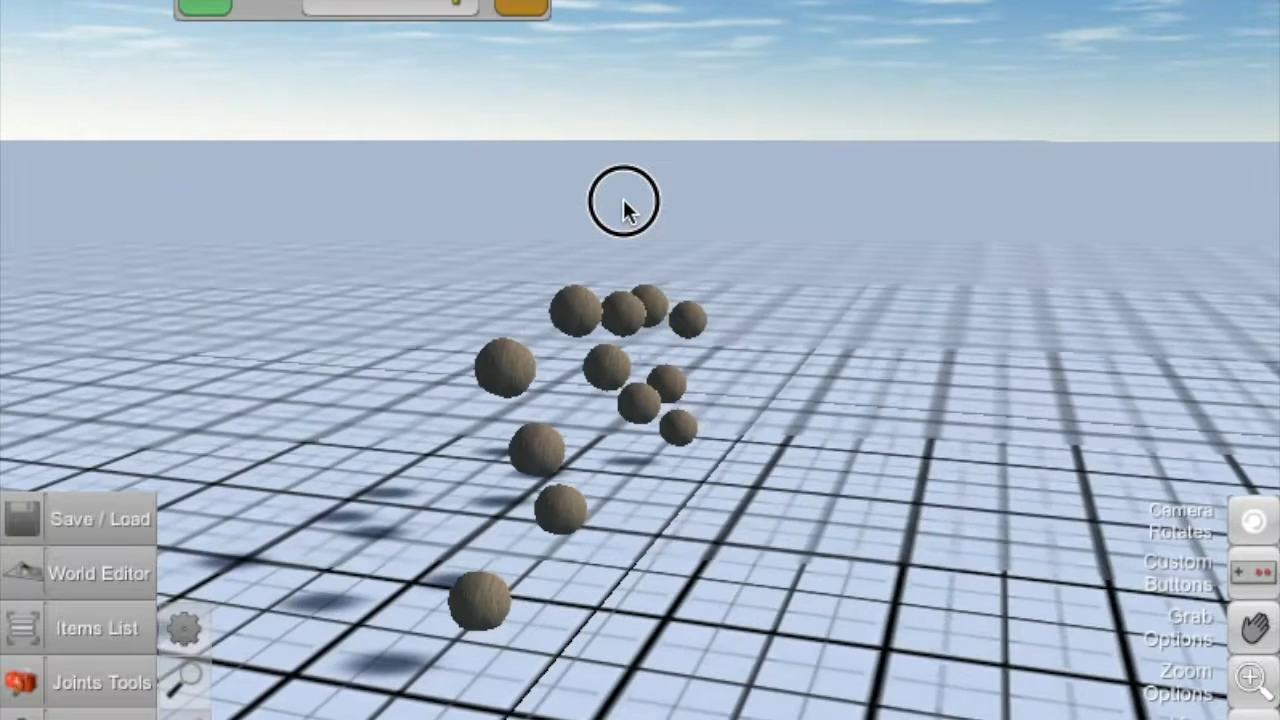 Save / Load
World Editor
Items List
Joints Tools
Camera
Rotates
Custom
Buttons
Grab
Options
Zoom
Options